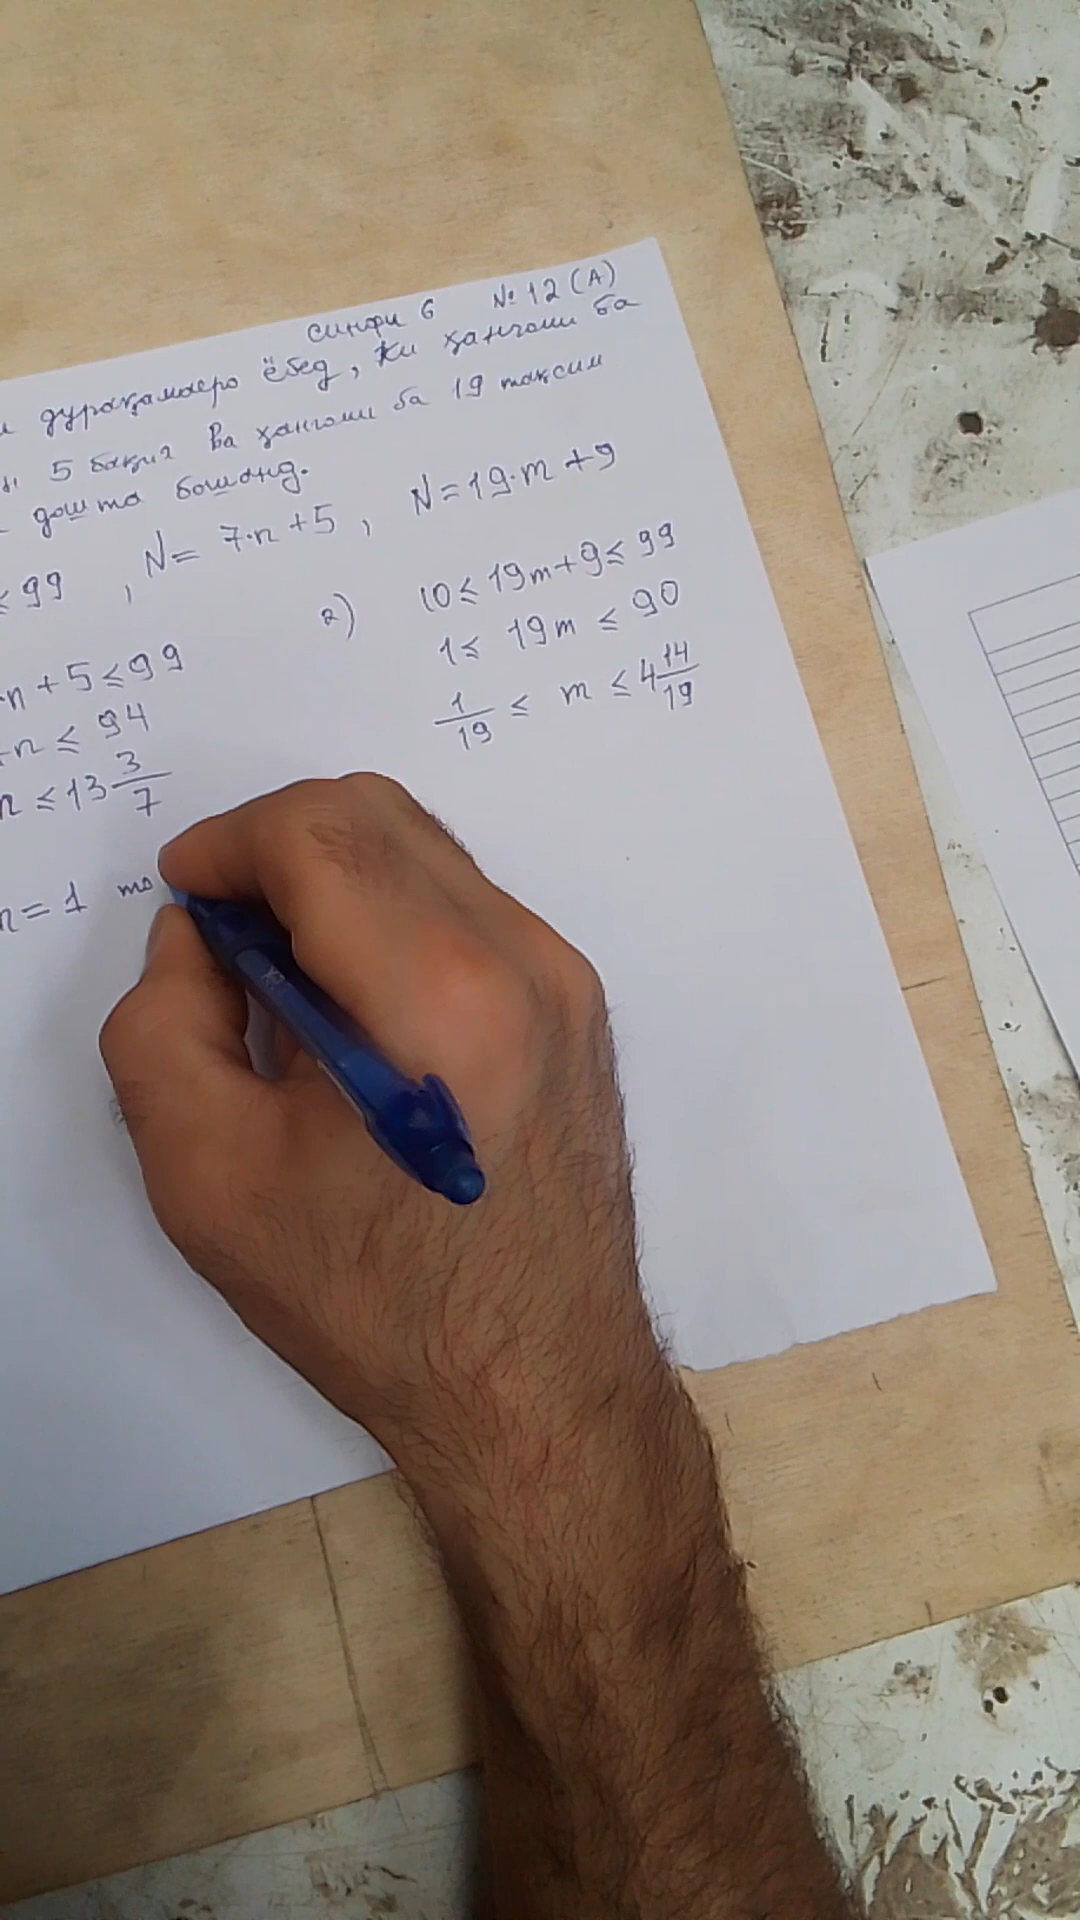 синфи 6 № 12 (А)
дурақамаеро ёбед, ки ҳангоми ба
5 бақия ва ҳангоми ба 19 тақсим
дошта бошанд.
≤ 99 , N = 7·n + 5 , N = 19·m + 9
·n + 5 ≤ 99
·n ≤ 94
n ≤ 13 3/7
n = 1 то
2) 10 ≤ 19m + 9 ≤ 99
1 ≤ 19m ≤ 90
1/19 ≤ m ≤ 4 14/19